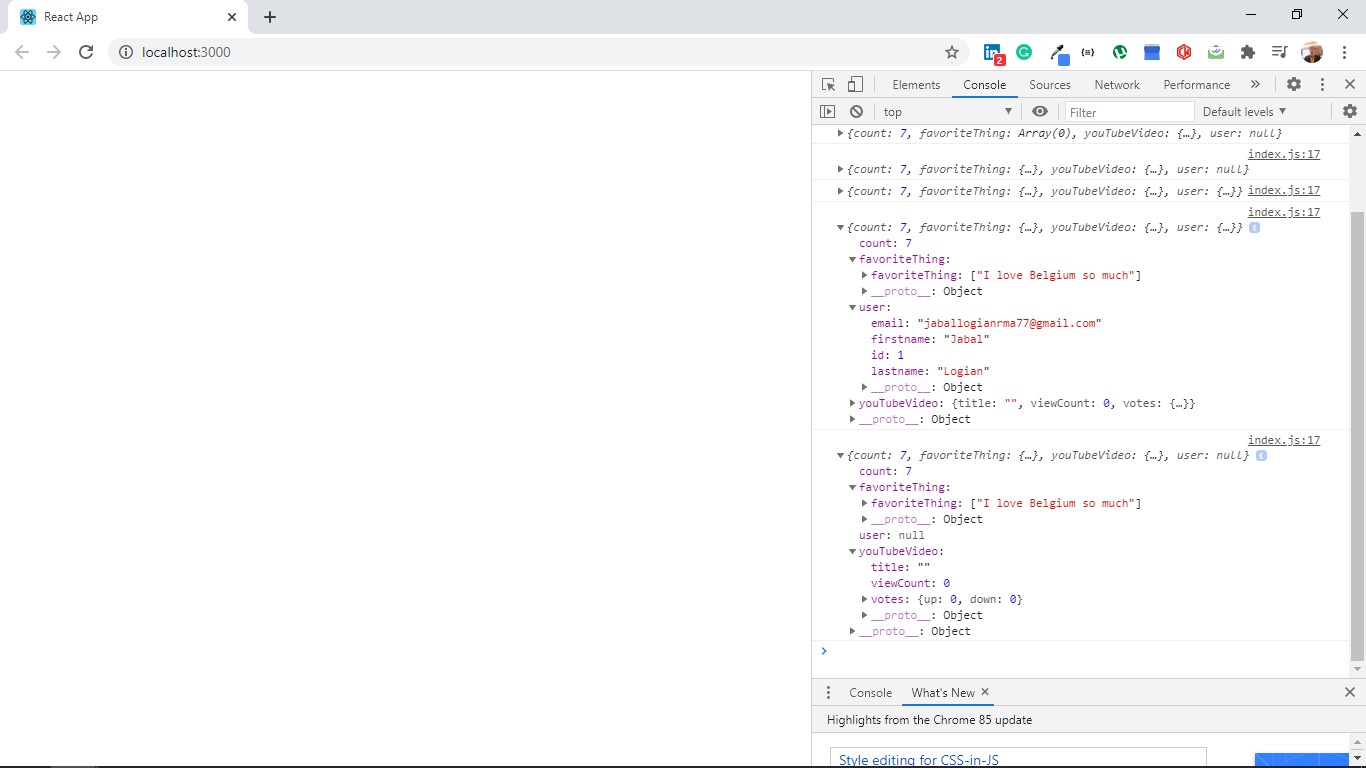 React App
localhost:3000
2
Elements Console Sources Network Performance »
top Filter Default levels
{count: 7, favoriteThing: Array(0), youTubeVideo: {…}, user: null}
index.js:17
{count: 7, favoriteThing: {…}, youTubeVideo: {…}, user: null}
{count: 7, favoriteThing: {…}, youTubeVideo: {…}, user: {…}} index.js:17
index.js:17
{count: 7, favoriteThing: {…}, youTubeVideo: {…}, user: {…}}
count: 7
favoriteThing:
favoriteThing: ["I love Belgium so much"]
__proto__: Object
user:
email: "jaballogianrma77@gmail.com"
firstname: "Jabal"
id: 1
lastname: "Logian"
__proto__: Object
youTubeVideo: {title: "", viewCount: 0, votes: {…}}
__proto__: Object
index.js:17
{count: 7, favoriteThing: {…}, youTubeVideo: {…}, user: null}
count: 7
favoriteThing:
favoriteThing: ["I love Belgium so much"]
__proto__: Object
user: null
youTubeVideo:
title: ""
viewCount: 0
votes: {up: 0, down: 0}
__proto__: Object
__proto__: Object
Console What's New
Highlights from the Chrome 85 update
Style editing for CSS-in-JS